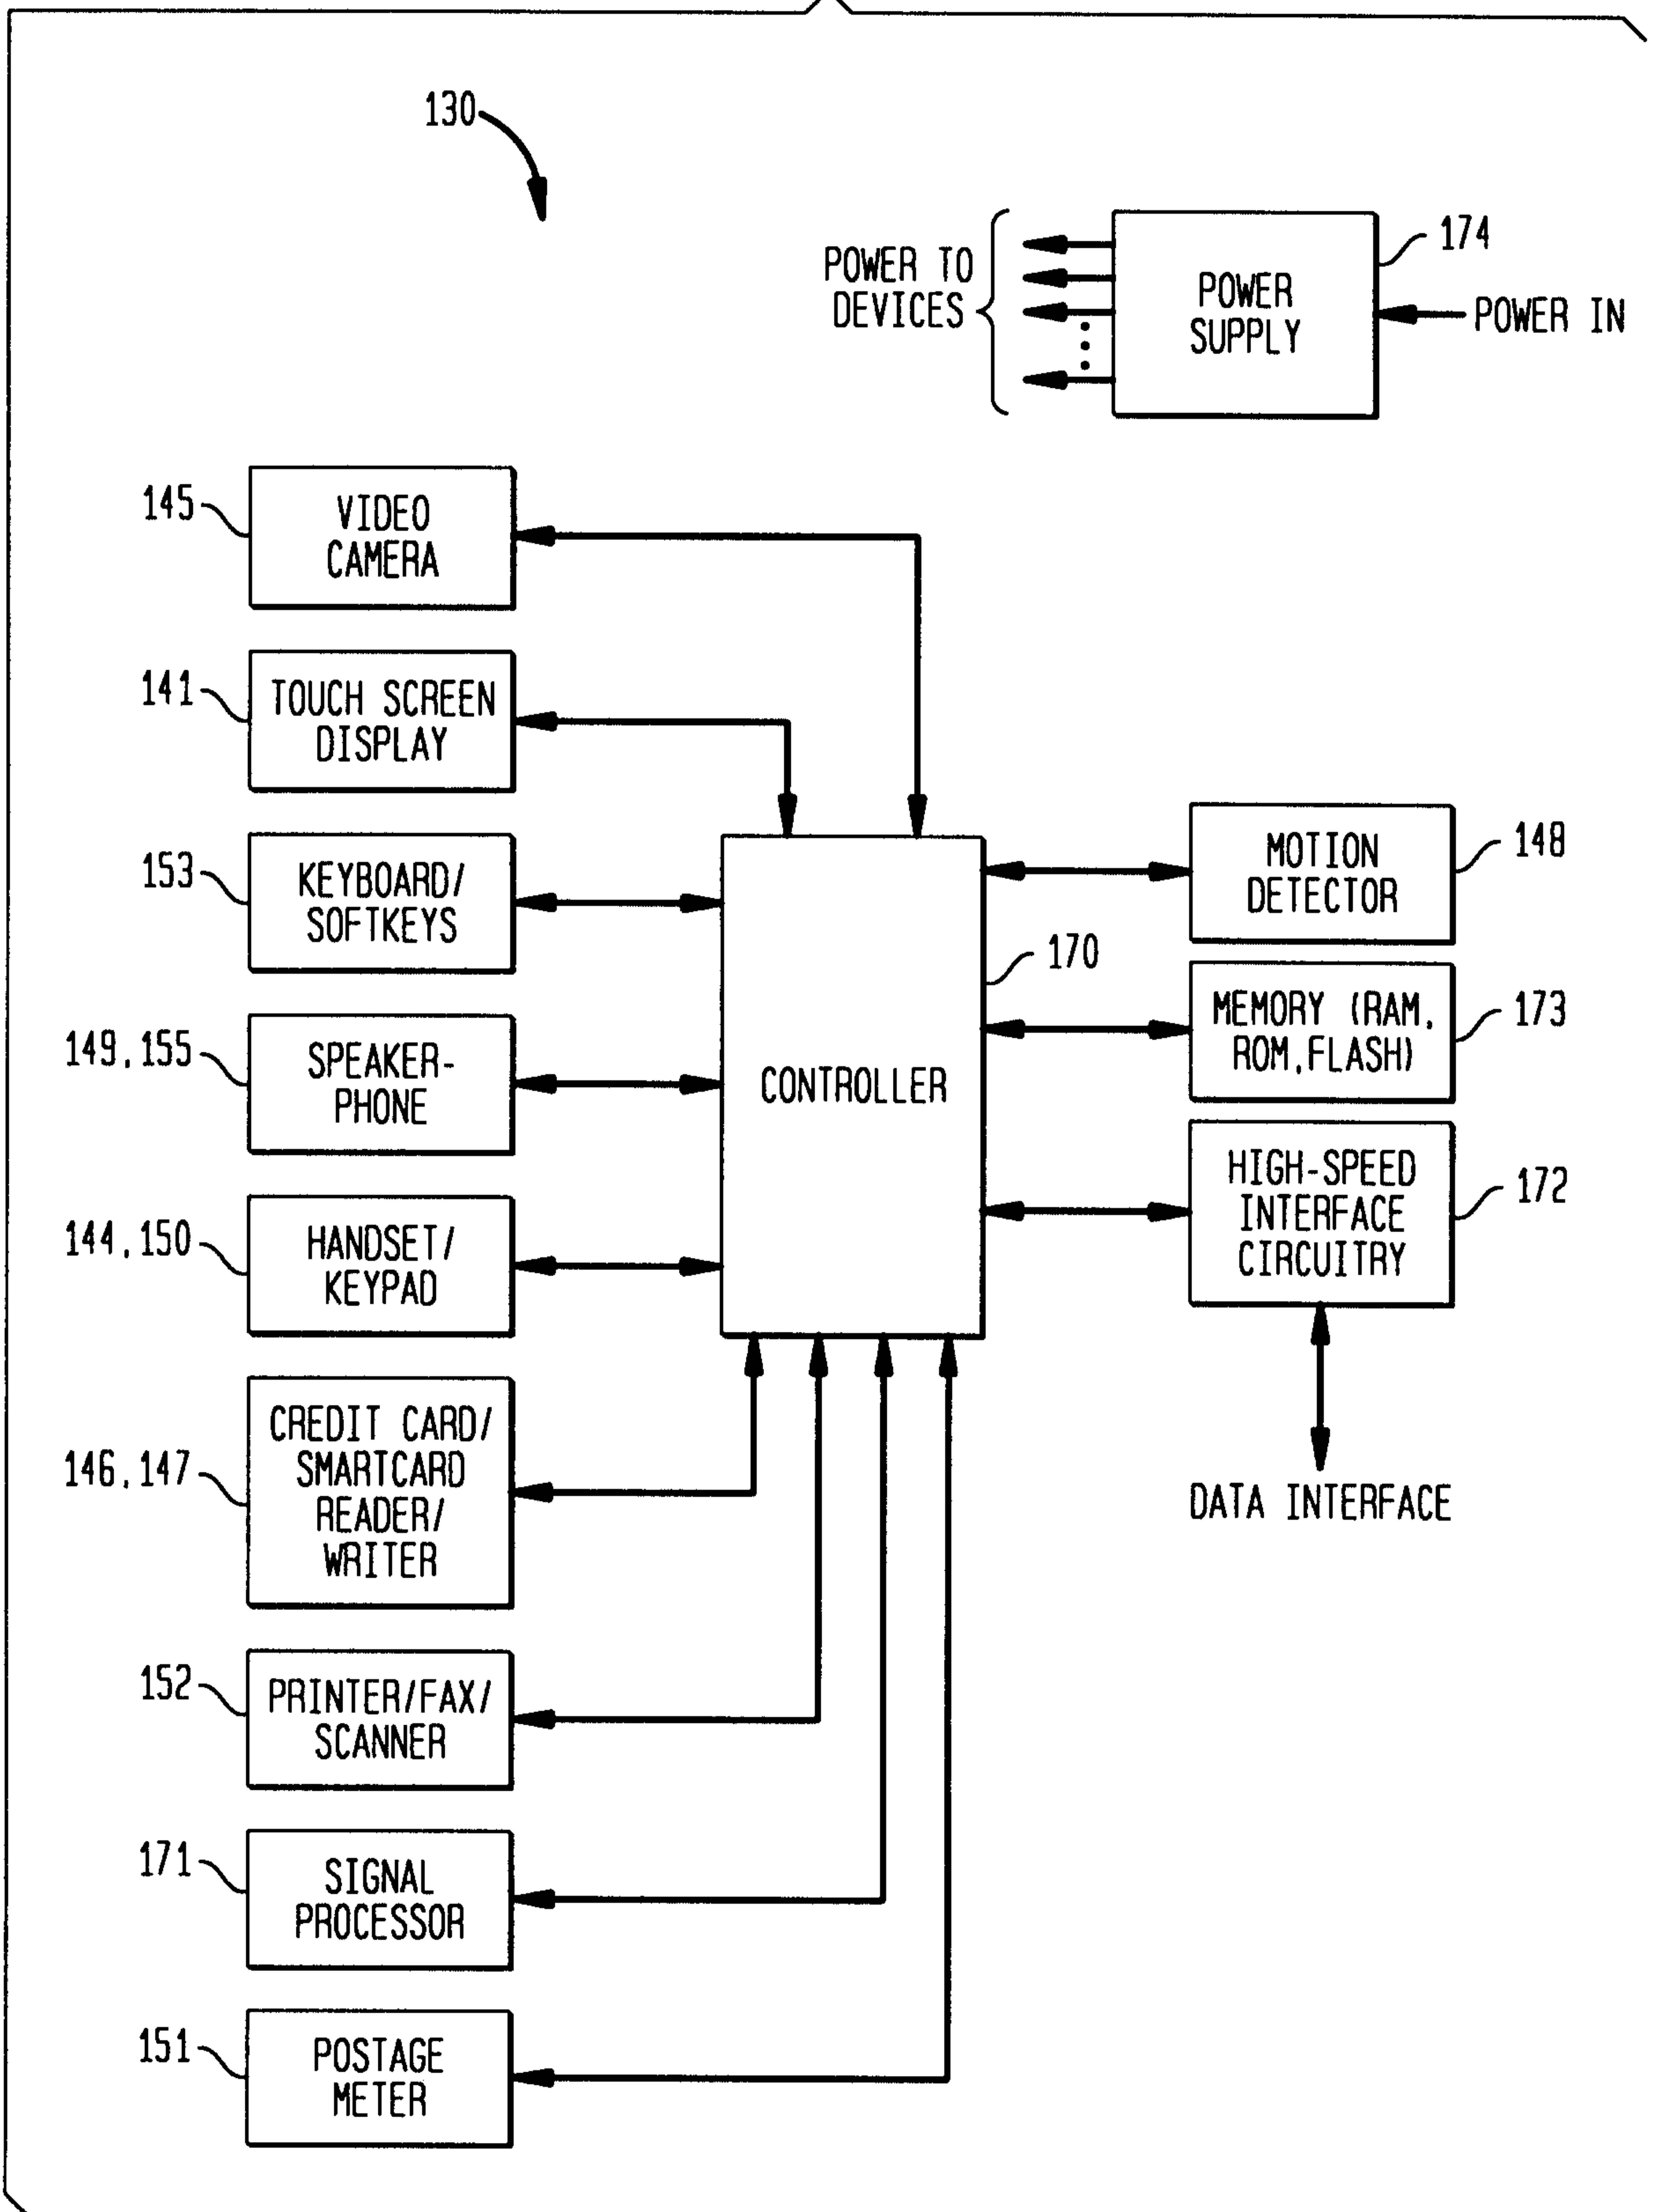 130
POWER TO
DEVICES
POWER
SUPPLY
174
POWER IN
145
VIDEO
CAMERA
141
TOUCH SCREEN
DISPLAY
153
KEYBOARD/
SOFTKEYS
149,155
SPEAKER-
PHONE
144,150
HANDSET/
KEYPAD
146,147
CREDIT CARD/
SMARTCARD
READER/
WRITER
152
PRINTER/FAX/
SCANNER
171
SIGNAL
PROCESSOR
151
POSTAGE
METER
CONTROLLER
170
MOTION
DETECTOR
148
MEMORY (RAM,
ROM,FLASH)
173
HIGH-SPEED
INTERFACE
CIRCUITRY
172
DATA INTERFACE